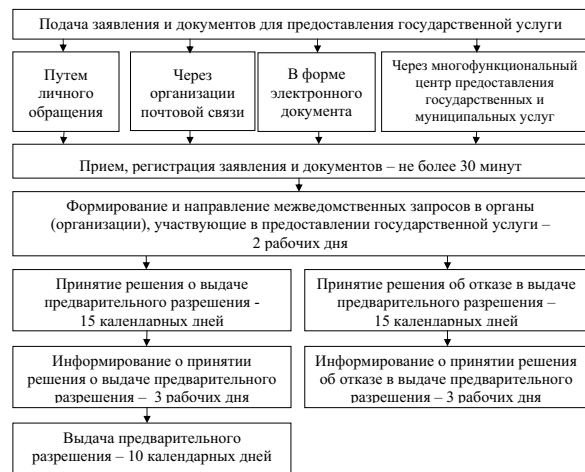 Подача заявления и документов для предоставления государственной услуги
Путем
личного
обращения
Через
организации
почтовой связи
В форме
электронного
документа
Через многофункциональный
центр предоставления
государственных и
муниципальных услуг
Прием, регистрация заявления и документов – не более 30 минут
Формирование и направление межведомственных запросов в органы
(организации), участвующие в предоставлении государственной услуги –
2 рабочих дня
Принятие решения о выдаче
предварительного разрешения -
15 календарных дней
Принятие решения об отказе в выдаче
предварительного разрешения –
15 календарных дней
Информирование о принятии
решения о выдаче предварительного
разрешения – 3 рабочих дня
Информирование о принятии решения
об отказе в выдаче предварительного
разрешения – 3 рабочих дня
Выдача предварительного
разрешения – 10 календарных дней